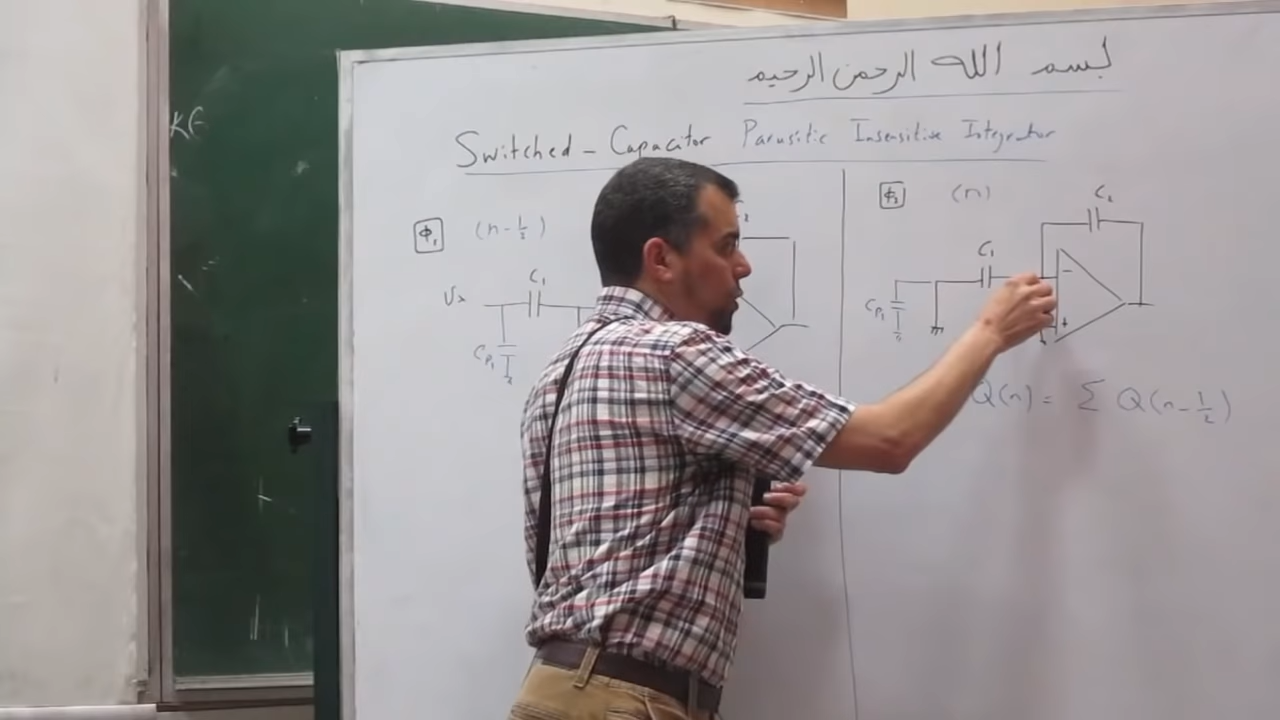 بسم الله الرحمن الرحيم
KE
Switched - Capacitor Parasitic Insensitive Integrator
Φ₁ (n - 1/2)
C₁
Vx
Cp₁
Φ₂ (n)
C₂
C₁
Cp₁
-
+
Q(n) = Σ Q(n - 1/2)